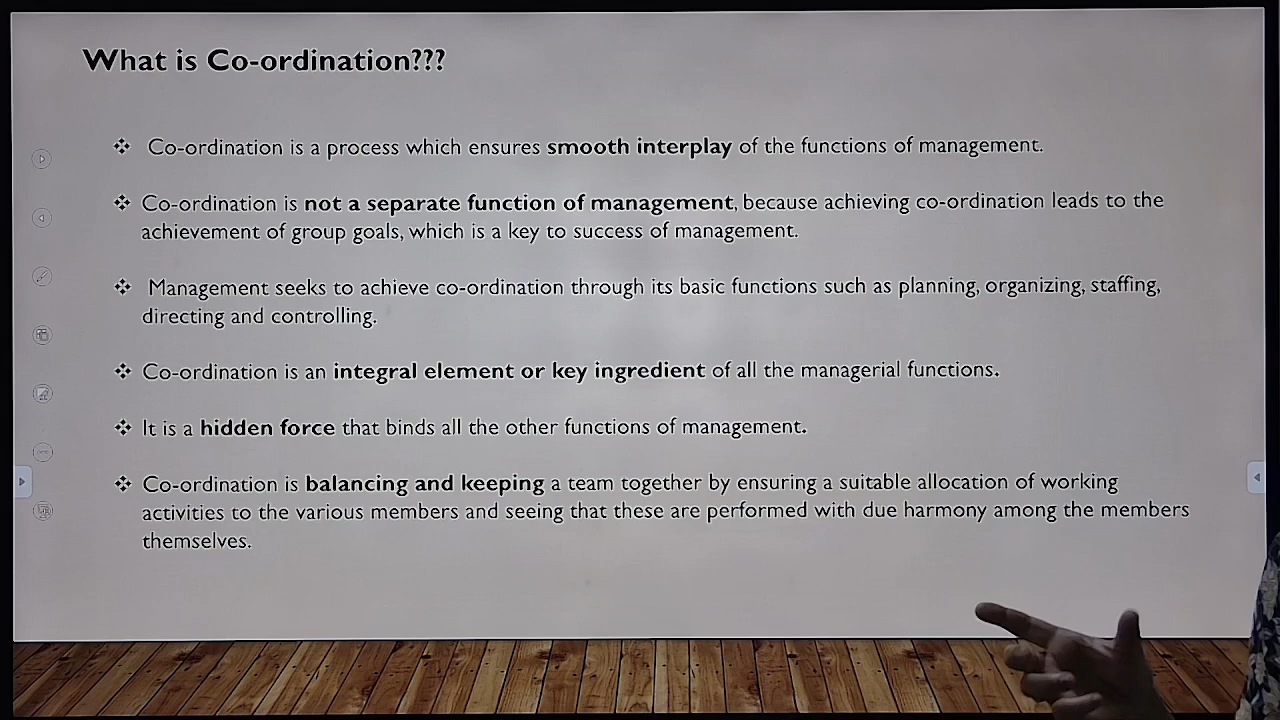 What is Co-ordination???
Co-ordination is a process which ensures smooth interplay of the functions of management.
Co-ordination is not a separate function of management, because achieving co-ordination leads to the
achievement of group goals, which is a key to success of management.
Management seeks to achieve co-ordination through its basic functions such as planning, organizing, staffing,
directing and controlling.
Co-ordination is an integral element or key ingredient of all the managerial functions.
It is a hidden force that binds all the other functions of management.
Co-ordination is balancing and keeping a team together by ensuring a suitable allocation of working
activities to the various members and seeing that these are performed with due harmony among the members
themselves.